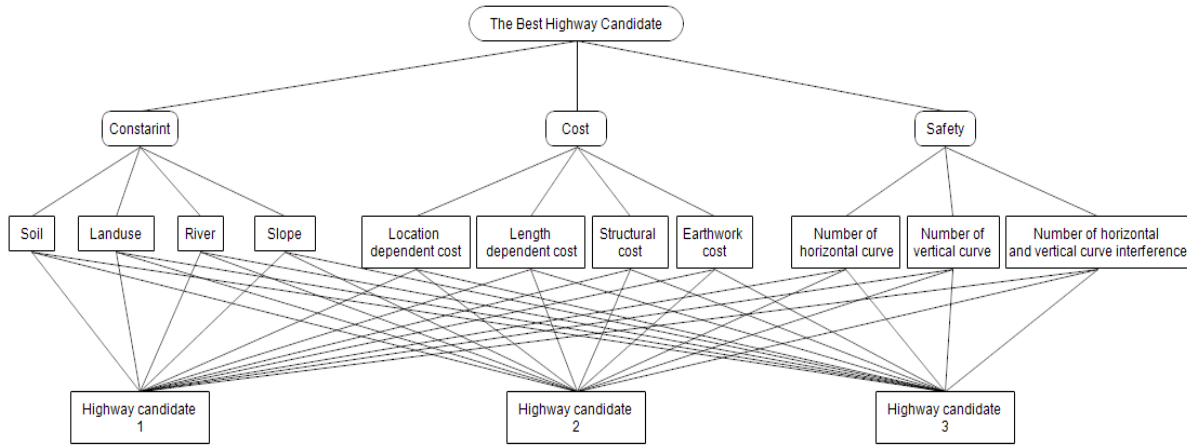 The Best Highway Candidate
Constarint
Cost
Safety
Soil
Landuse
River
Slope
Location
dependent cost
Length
dependent cost
Structural
cost
Earthwork
cost
Number of
horizontal curve
Number of
vertical curve
Number of horizontal
and vertical curve interference
Highway candidate
1
Highway candidate
2
Highway candidate
3